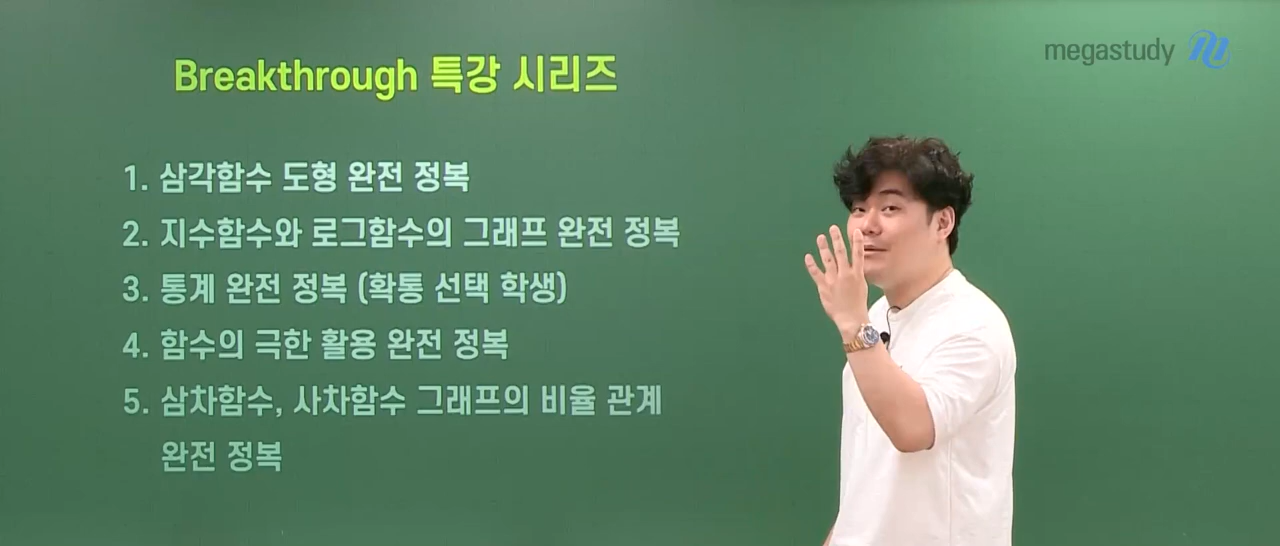 megastudy
Breakthrough 특강 시리즈
1. 삼각함수 도형 완전 정복
2. 지수함수와 로그함수의 그래프 완전 정복
3. 통계 완전 정복 (확통 선택 학생)
4. 함수의 극한 활용 완전 정복
5. 삼차함수, 사차함수 그래프의 비율 관계
완전 정복